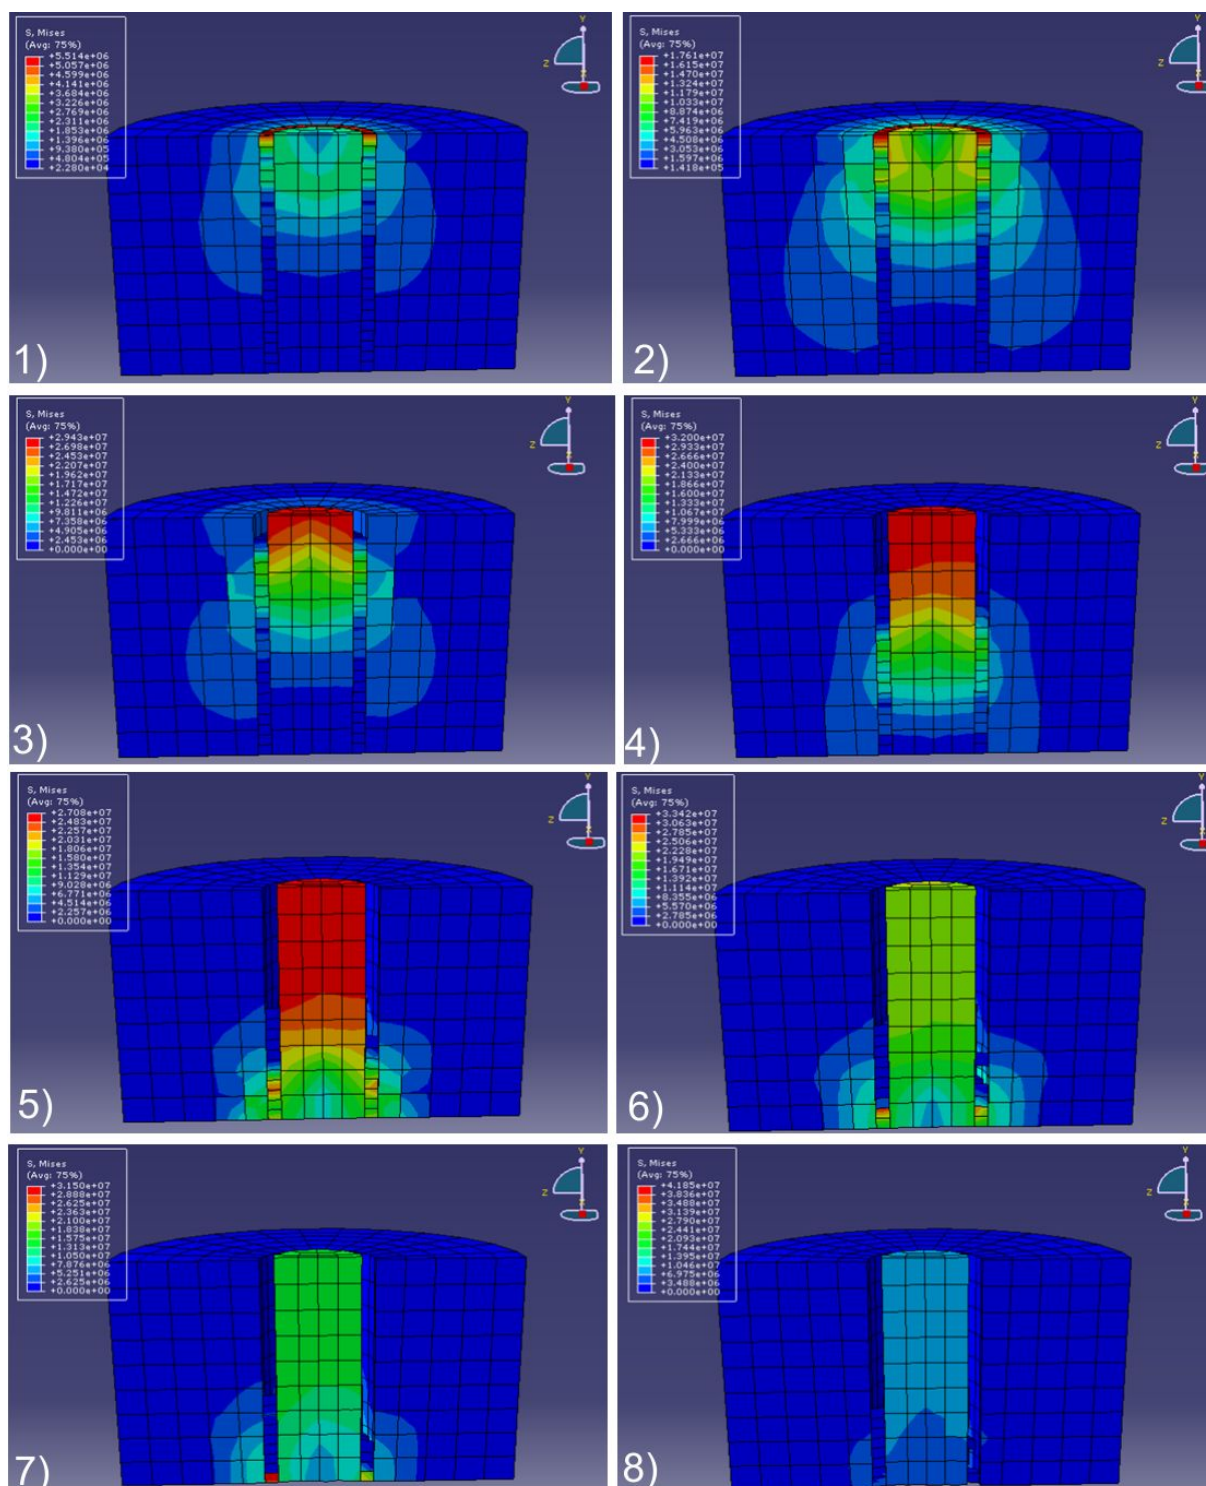 S, Mises
(Avg: 75%)
+5.514e+06
+5.057e+06
+4.599e+06
+4.141e+06
+3.684e+06
+3.226e+06
+2.769e+06
+2.311e+06
+1.853e+06
+1.396e+06
+9.380e+05
+4.804e+05
+2.280e+04
Y
Z
1)
S, Mises
(Avg: 75%)
+1.761e+07
+1.615e+07
+1.470e+07
+1.324e+07
+1.179e+07
+1.033e+07
+8.874e+06
+7.419e+06
+5.963e+06
+4.508e+06
+3.053e+06
+1.597e+06
+1.418e+05
Y
Z
2)
S, Mises
(Avg: 75%)
+2.943e+07
+2.698e+07
+2.453e+07
+2.207e+07
+1.962e+07
+1.717e+07
+1.472e+07
+1.226e+07
+9.811e+06
+7.358e+06
+4.905e+06
+2.453e+06
+0.000e+00
Y
Z
3)
S, Mises
(Avg: 75%)
+3.200e+07
+2.933e+07
+2.666e+07
+2.400e+07
+2.133e+07
+1.866e+07
+1.600e+07
+1.333e+07
+1.067e+07
+7.999e+06
+5.333e+06
+2.666e+06
+0.000e+00
Y
Z
4)
S, Mises
(Avg: 75%)
+2.708e+07
+2.483e+07
+2.257e+07
+2.031e+07
+1.806e+07
+1.580e+07
+1.354e+07
+1.129e+07
+9.028e+06
+6.771e+06
+4.514e+06
+2.257e+06
+0.000e+00
Y
Z
5)
S, Mises
(Avg: 75%)
+3.342e+07
+3.063e+07
+2.785e+07
+2.506e+07
+2.228e+07
+1.949e+07
+1.671e+07
+1.392e+07
+1.114e+07
+8.355e+06
+5.570e+06
+2.785e+06
+0.000e+00
Y
Z
6)
S, Mises
(Avg: 75%)
+3.150e+07
+2.888e+07
+2.625e+07
+2.363e+07
+2.100e+07
+1.838e+07
+1.575e+07
+1.313e+07
+1.050e+07
+7.876e+06
+5.251e+06
+2.625e+06
+0.000e+00
Y
Z
7)
S, Mises
(Avg: 75%)
+4.185e+07
+3.836e+07
+3.488e+07
+3.139e+07
+2.790e+07
+2.441e+07
+2.093e+07
+1.744e+07
+1.395e+07
+1.046e+07
+6.975e+06
+3.488e+06
+0.000e+00
Y
Z
8)